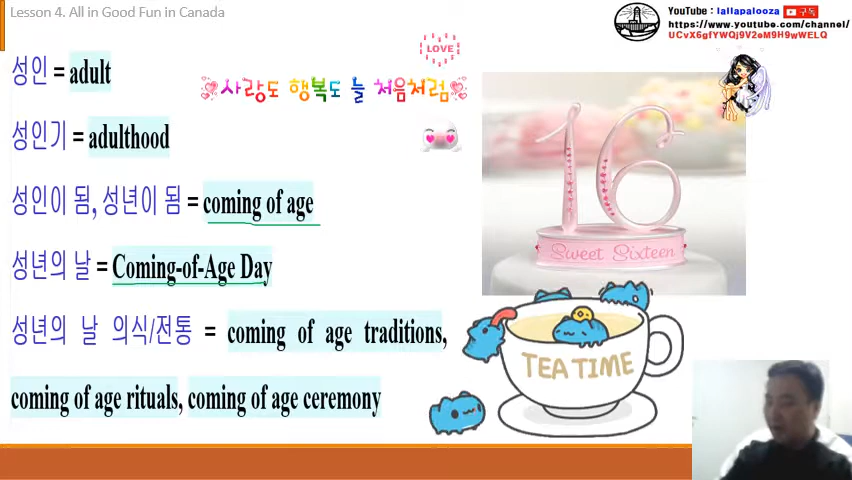 Lesson 4. All in Good Fun in Canada
YouTube : lallapalooza 구독
https://www.youtube.com/channel/
UCvX6gfYWQj9V2eM9H9wWELQ
성인 = adult
LOVE
사랑도 행복도 늘 처음처럼
성인기 = adulthood
성인이 됨, 성년이 됨 = coming of age
16
Sweet Sixteen
성년의 날 = Coming-of-Age Day
성년의 날 의식/전통 = coming of age traditions,
coming of age rituals, coming of age ceremony
TEA TIME